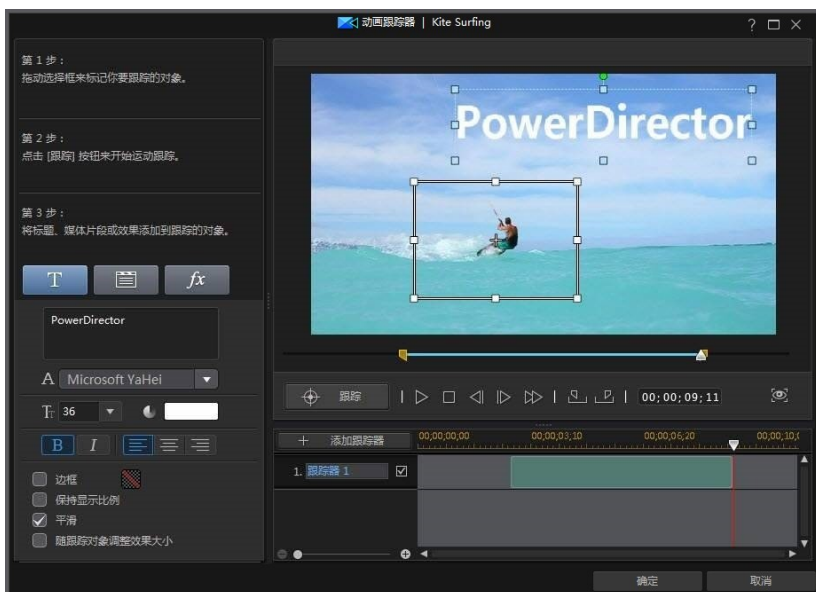 动画跟踪器 | Kite Surfing
第 1 步：
拖动选择框来标记你要跟踪的对象。
第 2 步：
点击 [跟踪] 按钮来开始运动跟踪。
第 3 步：
将标题、媒体片段或效果添加到跟踪的对象。
T
fx
PowerDirector
A Microsoft YaHei
36
B I
边框
保持显示比例
平滑
随跟踪对象调整效果大小
PowerDirector
跟踪
00;00;09;11
添加跟踪器
00;00;00;00 00;00;03;10 00;00;06;20 00;00;10;
1. 跟踪器 1
确定 取消